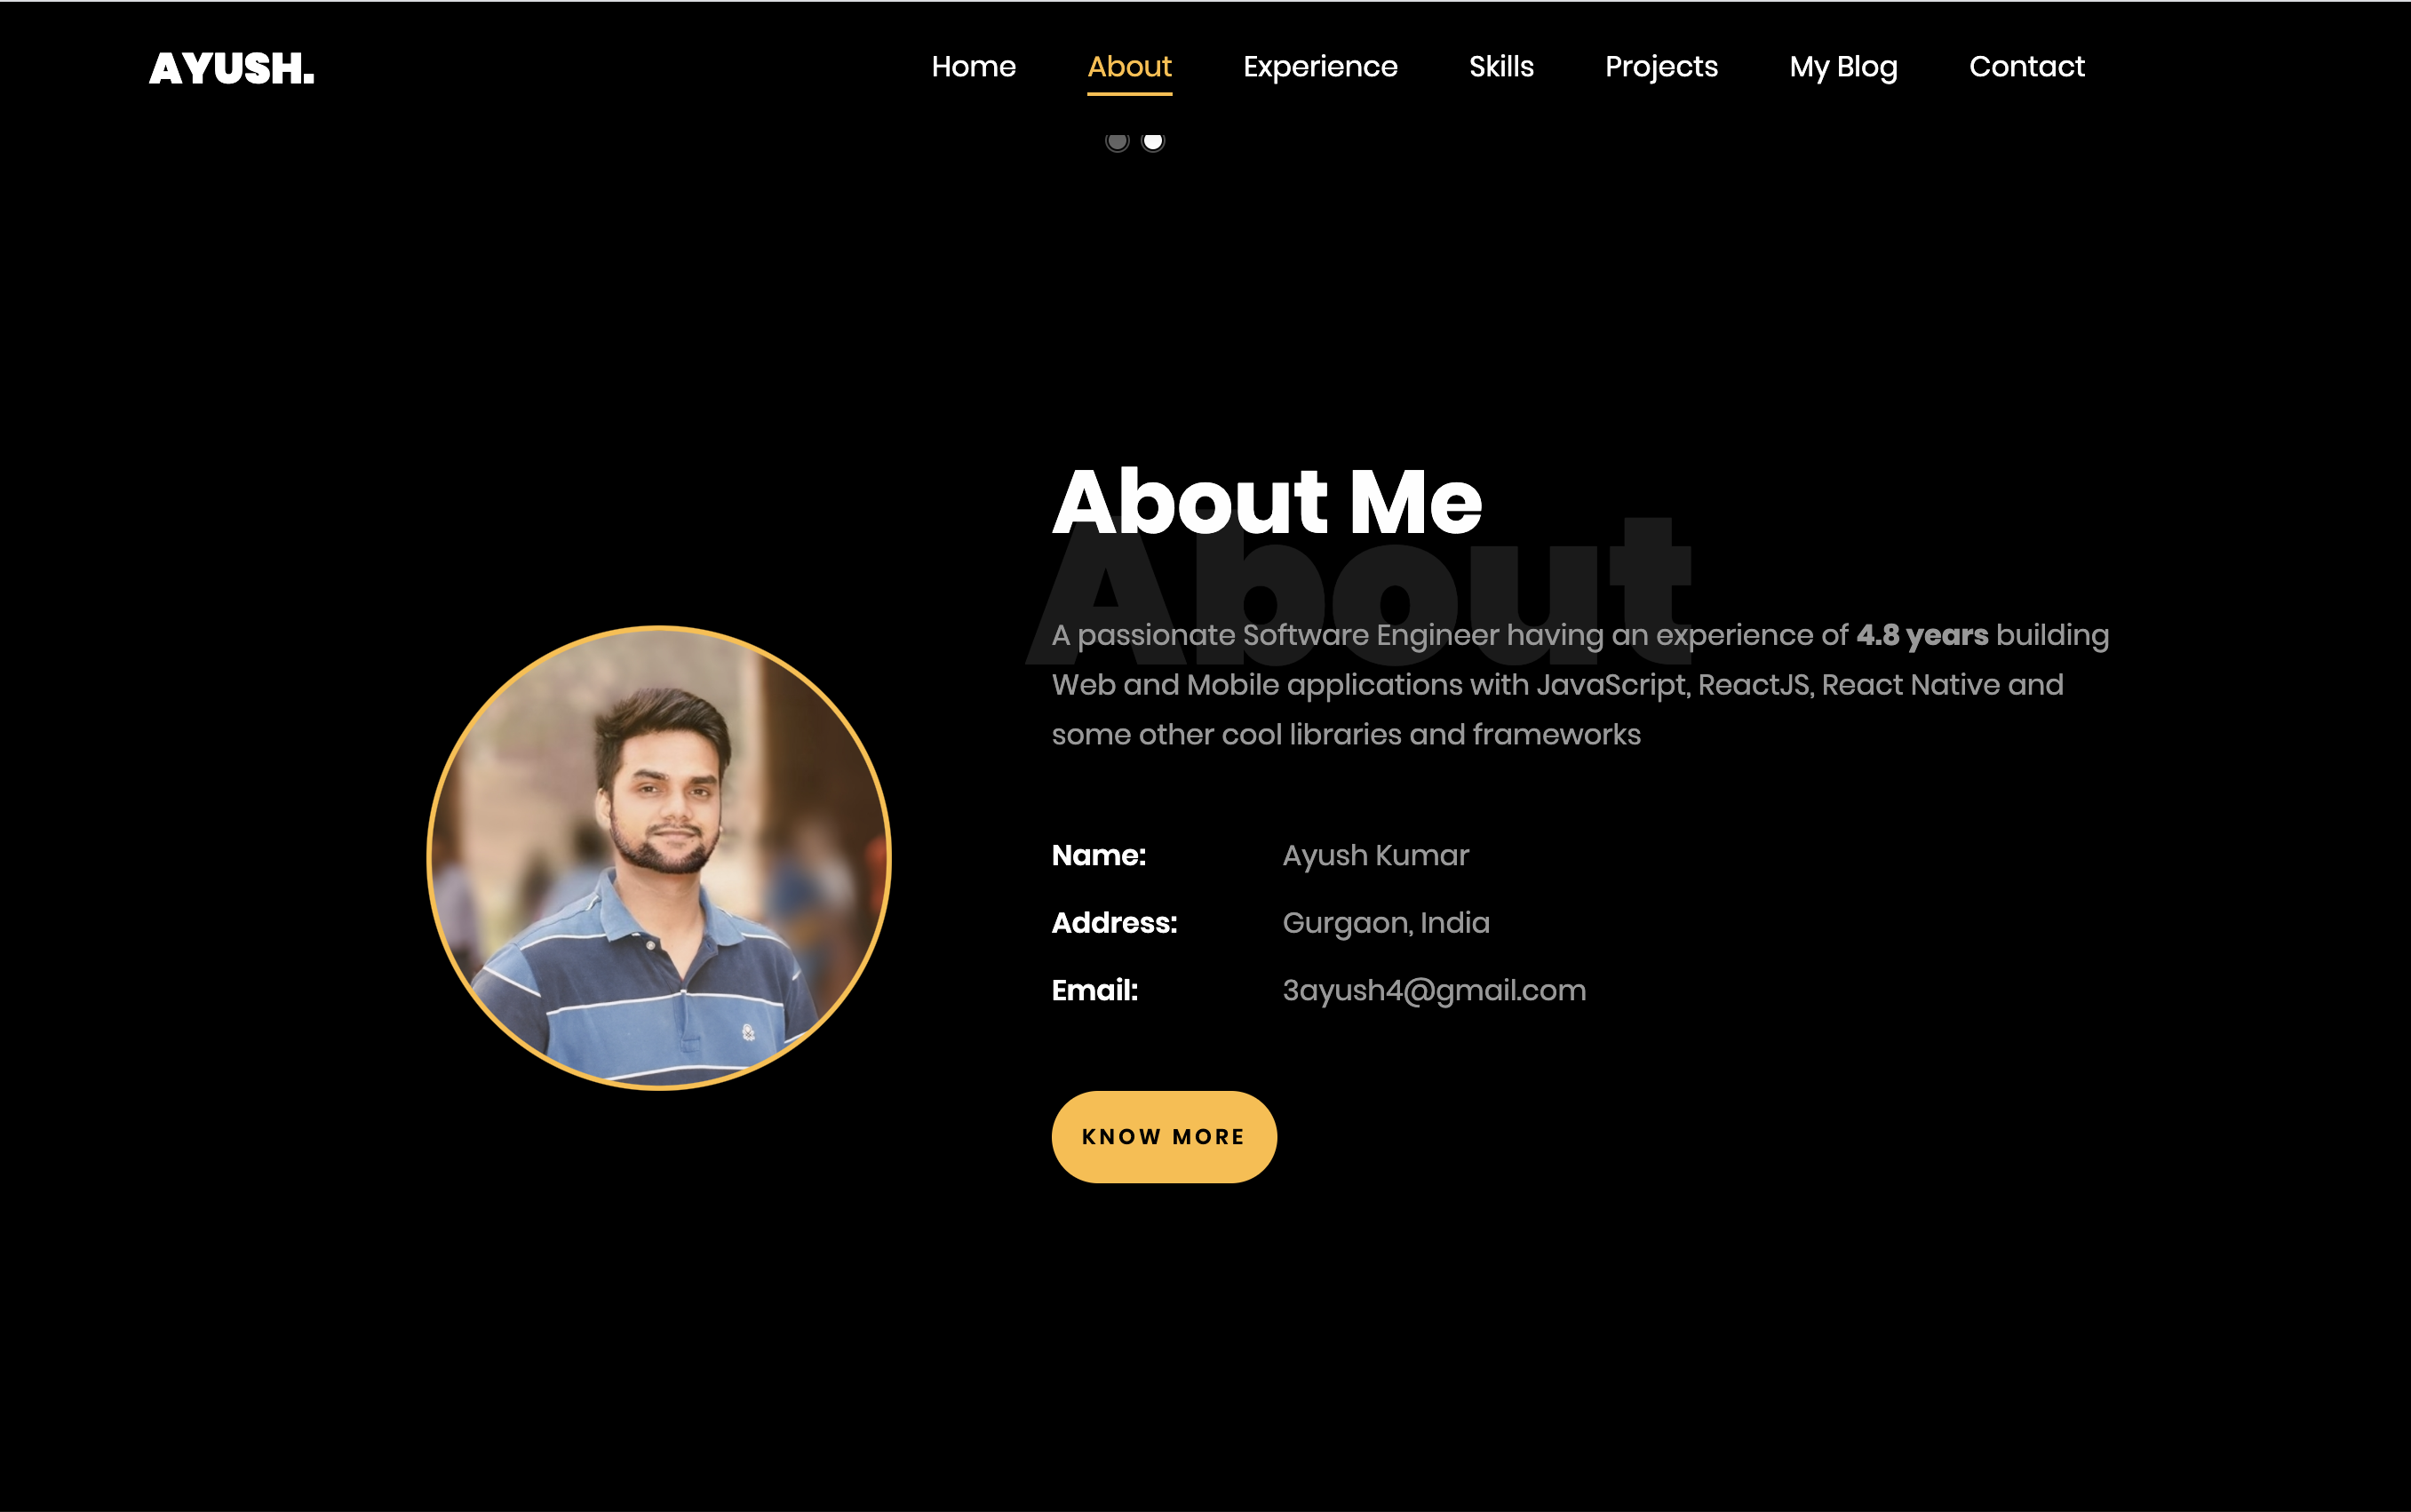 AYUSH.
Home About Experience Skills Projects My Blog Contact
About Me
About
A passionate Software Engineer having an experience of 4.8 years building
Web and Mobile applications with JavaScript, ReactJS, React Native and
some other cool libraries and frameworks
Name: Ayush Kumar
Address: Gurgaon, India
Email: 3ayush4@gmail.com
KNOW MORE